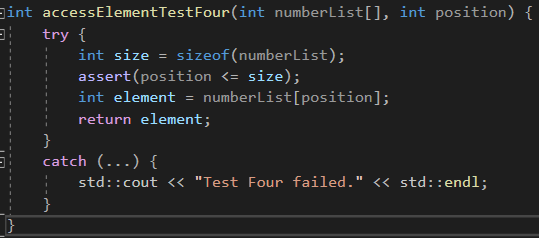 int accessElementTestFour(int numberList[], int position) {
    try {
        int size = sizeof(numberList);
        assert(position <= size);
        int element = numberList[position];
        return element;
    }
    catch (...) {
        std::cout << "Test Four failed." << std::endl;
    }
}